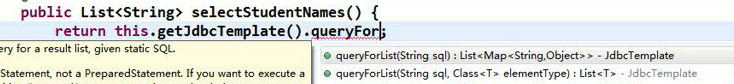 public List<String> selectStudentNames() {
return this.getJdbcTemplate().queryFor;
ery for a result list, given static SQL.
Statement, not a PreparedStatement. If you want to execute a
queryForList(String sql) : List<Map<String,Object>> - JdbcTemplate
queryForList(String sql, Class<T> elementType) : List<T> - JdbcTemplate